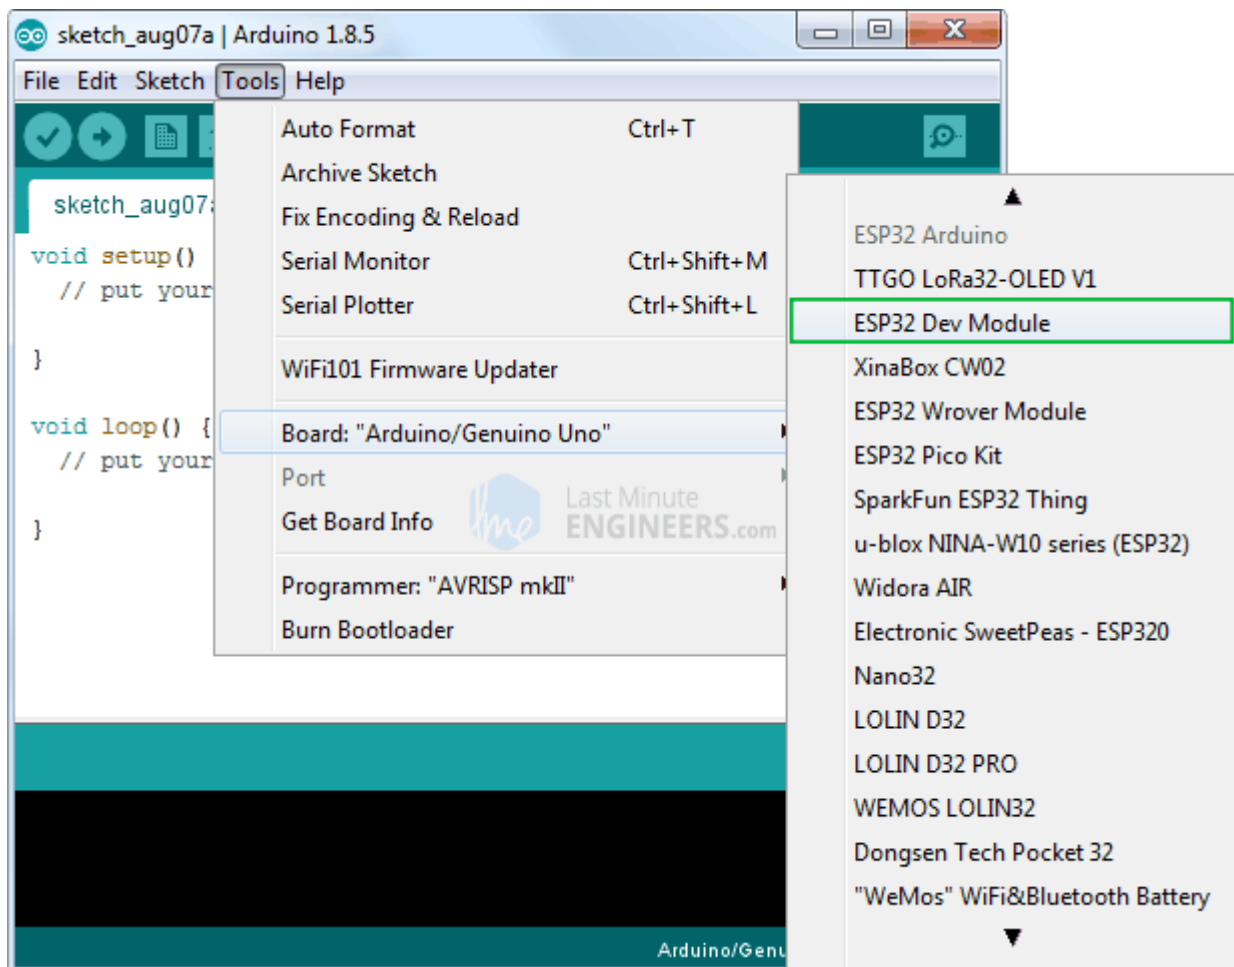 sketch_aug07a | Arduino 1.8.5
File Edit Sketch Tools Help
Auto Format Ctrl+T
Archive Sketch
Fix Encoding & Reload
Serial Monitor Ctrl+Shift+M
Serial Plotter Ctrl+Shift+L
WiFi101 Firmware Updater
Board: "Arduino/Genuino Uno"
Port
Get Board Info
Programmer: "AVRISP mkII"
Burn Bootloader
ESP32 Arduino
TTGO LoRa32-OLED V1
ESP32 Dev Module
XinaBox CW02
ESP32 Wrover Module
ESP32 Pico Kit
SparkFun ESP32 Thing
u-blox NINA-W10 series (ESP32)
Widora AIR
Electronic SweetPeas - ESP320
Nano32
LOLIN D32
LOLIN D32 PRO
WEMOS LOLIN32
Dongsen Tech Pocket 32
"WeMos" WiFi&Bluetooth Battery
sketch_aug07a
void setup()
// put your
}
void loop() {
// put your
}
lme
Last Minute
ENGINEERS.com
Arduino/Genu